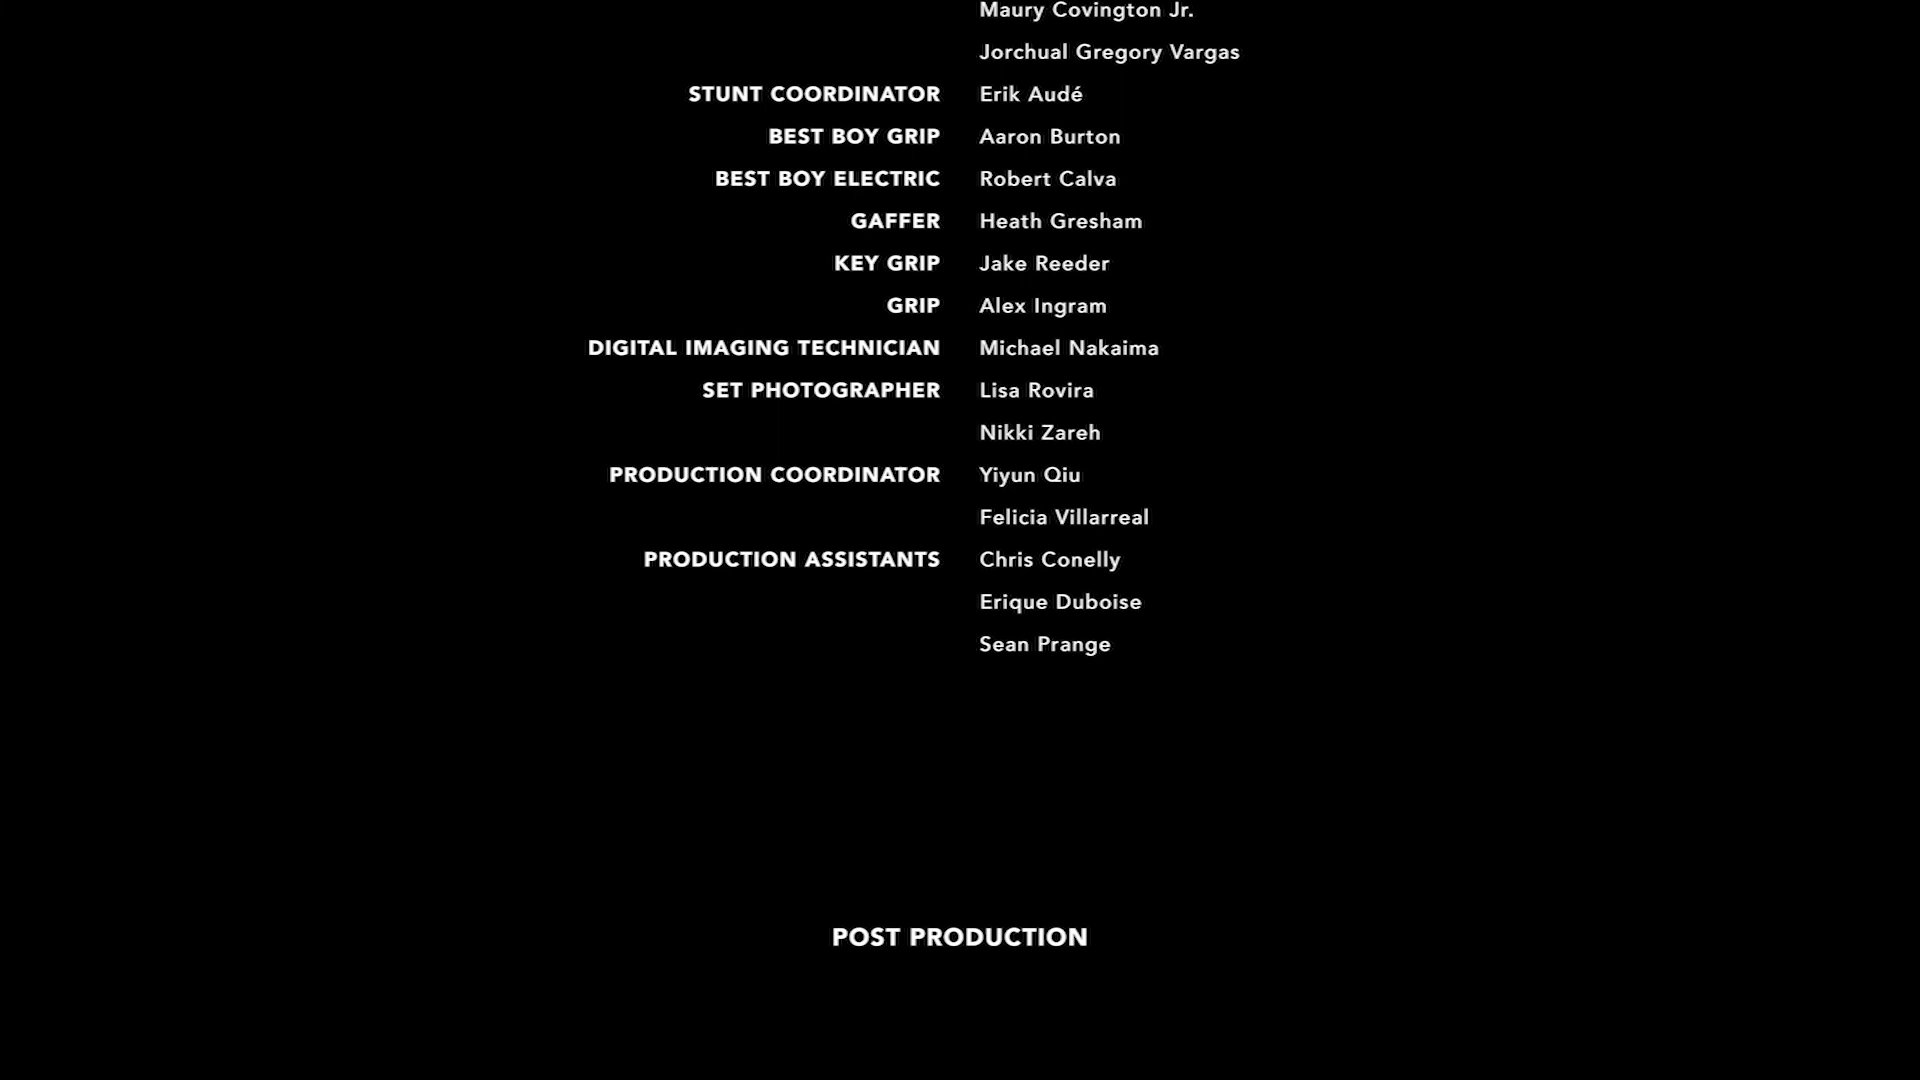 Maury Covington Jr.
Jorchual Gregory Vargas
STUNT COORDINATOR Erik Audé
BEST BOY GRIP Aaron Burton
BEST BOY ELECTRIC Robert Calva
GAFFER Heath Gresham
KEY GRIP Jake Reeder
GRIP Alex Ingram
DIGITAL IMAGING TECHNICIAN Michael Nakaima
SET PHOTOGRAPHER Lisa Rovira
Nikki Zareh
PRODUCTION COORDINATOR Yiyun Qiu
Felicia Villarreal
PRODUCTION ASSISTANTS Chris Conelly
Erique Duboise
Sean Prange
POST PRODUCTION